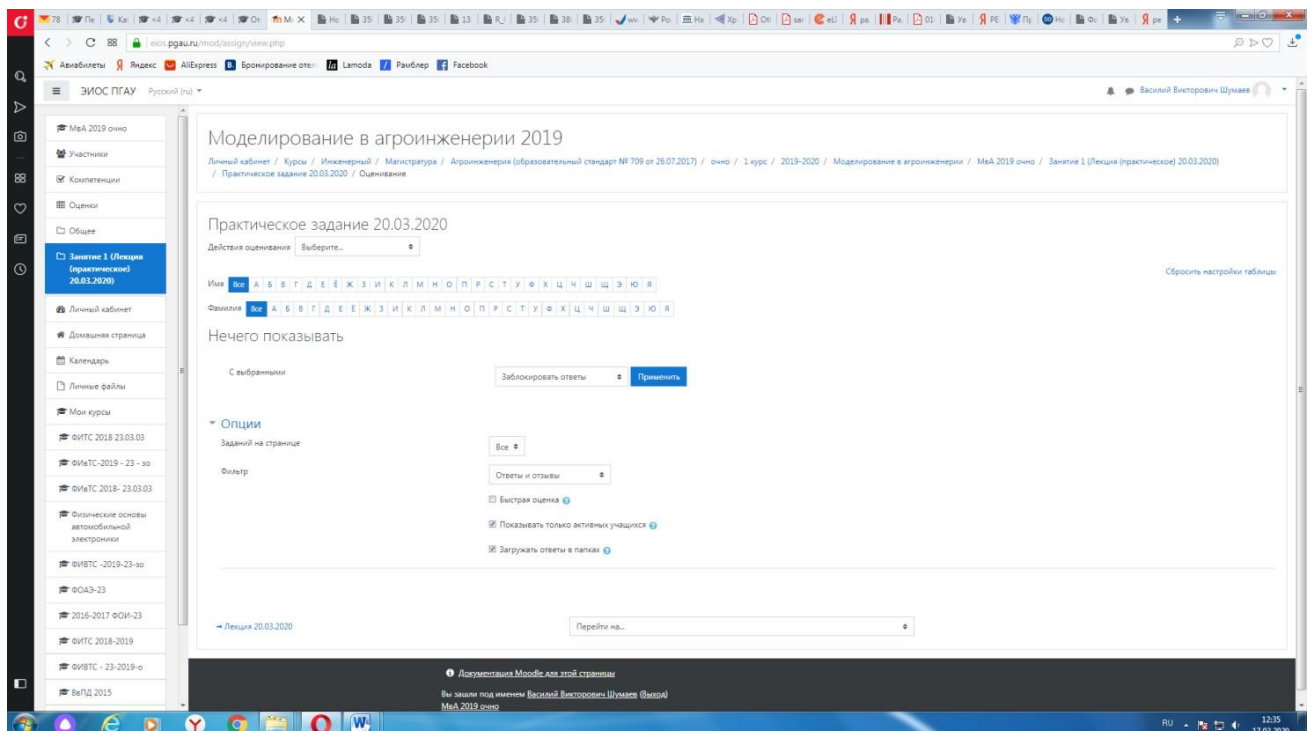 eios.pgau.ru/mod/assign/view.php
Авиабилеты Яндекс AliExpress Бронирование отел Lamoda Рамблер Facebook
ЭИОС ПГАУ Русский (ru)
Василий Викторович Шумаев
МвА 2019 очно
Участники
Компетенции
Оценки
Общее
Занятие 1 (Лекция
(практическое)
20.03.2020)
Личный кабинет
Домашняя страница
Календарь
Личные файлы
Мои курсы
ФИТС 2018 23.03.03
ФИвТС-2019 - 23 - зо
ФИвТС 2018- 23.03.03
Физические основы
автомобильной
электроники
ФИВТС -2019-23-зо
ФОАЭ-23
2016-2017 ФОИ-23
ФИТС 2018-2019
ФИВТС - 23-2019-о
ВвПД 2015
Моделирование в агроинженерии 2019
Личный кабинет / Курсы / Инженерный / Магистратура / Агроинженерия (образовательный стандарт № 709 от 26.07.2017) / очно / 1 курс / 2019-2020 / Моделирование в агроинженерии / МвА 2019 очно / Занятие 1 (Лекция (практическое) 20.03.2020)
/ Практическое задание 20.03.2020 / Оценивание
Практическое задание 20.03.2020
Действия оценивания Выберите...
Сбросить настройки таблицы
Имя Все А Б В Г Д Е Ё Ж З И К Л М Н О П Р С Т У Ф Х Ц Ч Ш Щ Э Ю Я
Фамилия Все А Б В Г Д Е Ё Ж З И К Л М Н О П Р С Т У Ф Х Ц Ч Ш Щ Э Ю Я
Нечего показывать
С выбранными Заблокировать ответы Применить
Опции
Заданий на странице Все
Фильтр Ответы и отзывы
Быстрая оценка
Показывать только активных учащихся
Загружать ответы в папках
Лекция 20.03.2020 Перейти на...
Документация Moodle для этой страницы
Вы зашли под именем Василий Викторович Шумаев (Выход)
МвА 2019 очно
RU 12:35
17.03.2020